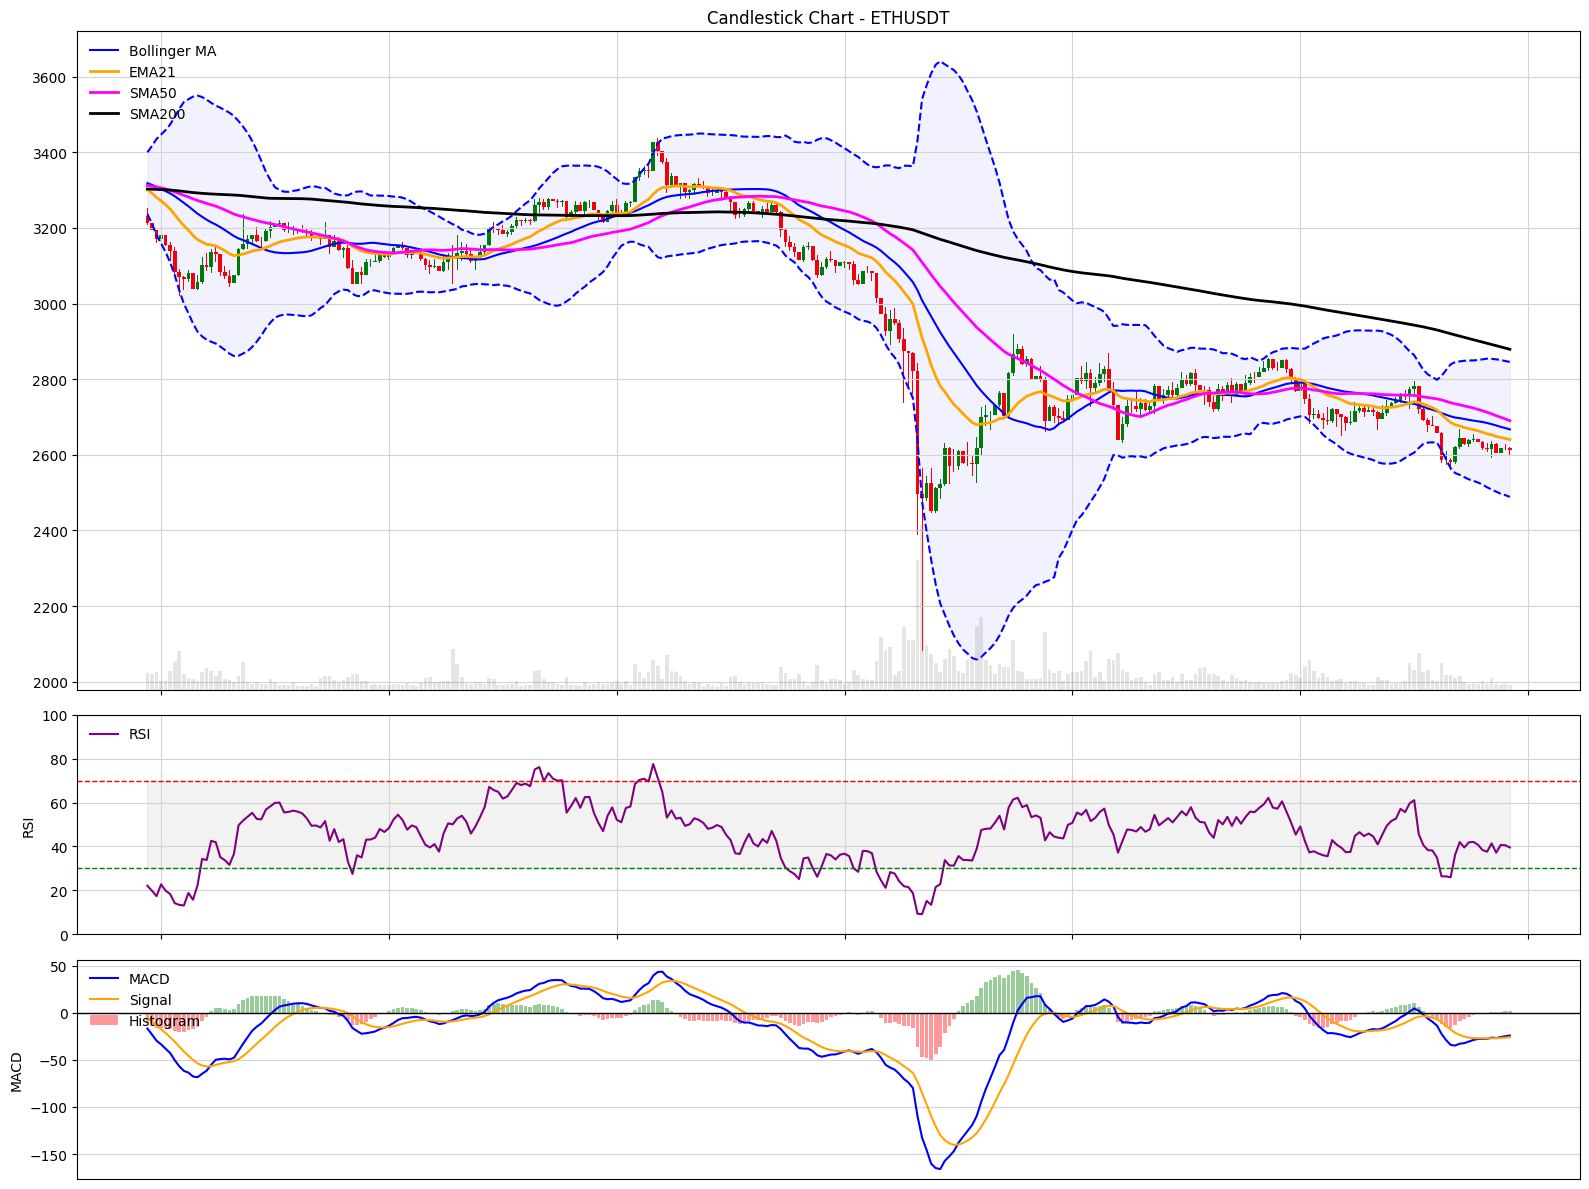 Candlestick Chart - ETHUSDT
Bollinger MA
EMA21
SMA50
SMA200
3600
3400
3200
3000
2800
2600
2400
2200
2000
RSI
100
80
60
40
20
0
RSI
MACD
Signal
Histogram
50
0
−50
−100
−150
MACD